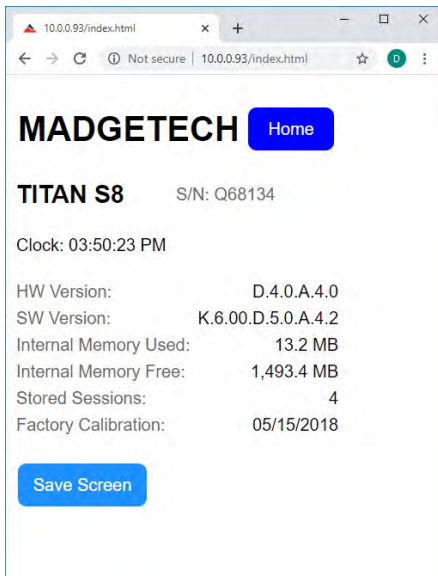 10.0.0.93/index.html
Not secure | 10.0.0.93/index.html
D
MADGETECH Home
TITAN S8 S/N: Q68134
Clock: 03:50:23 PM
HW Version: D.4.0.A.4.0
SW Version: K.6.00.D.5.0.A.4.2
Internal Memory Used: 13.2 MB
Internal Memory Free: 1,493.4 MB
Stored Sessions: 4
Factory Calibration: 05/15/2018
Save Screen